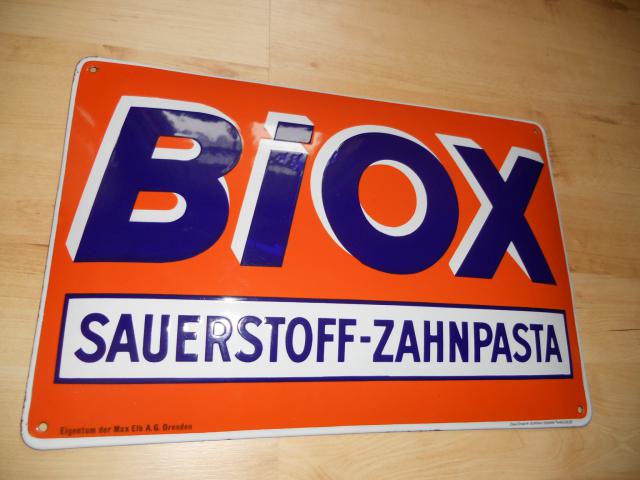 BiOX
SAUERSTOFF-ZAHNPASTA
Eigentum der Max Elb A.G. Dresden